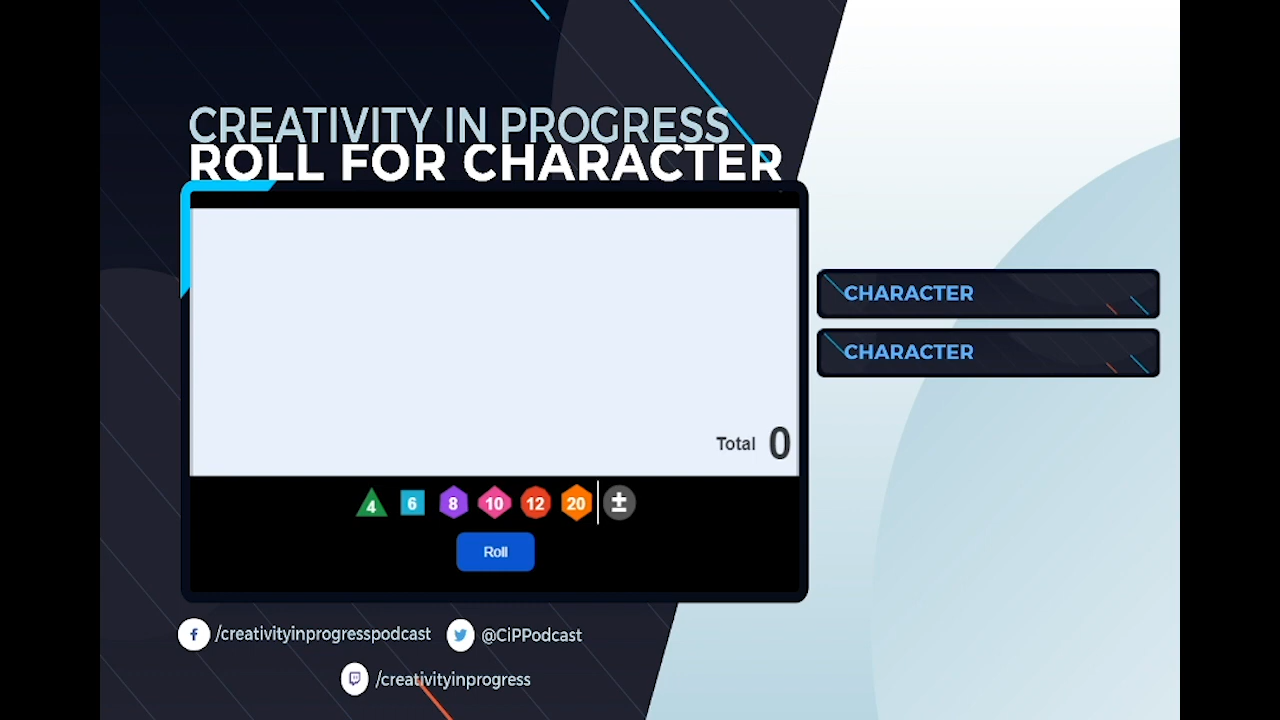 CREATIVITY IN PROGRESS
ROLL FOR CHARACTER
CHARACTER
CHARACTER
Total 0
4 6 8 10 12 20 ±
Roll
/creativityinprogresspodcast @CiPPodcast
/creativityinprogress